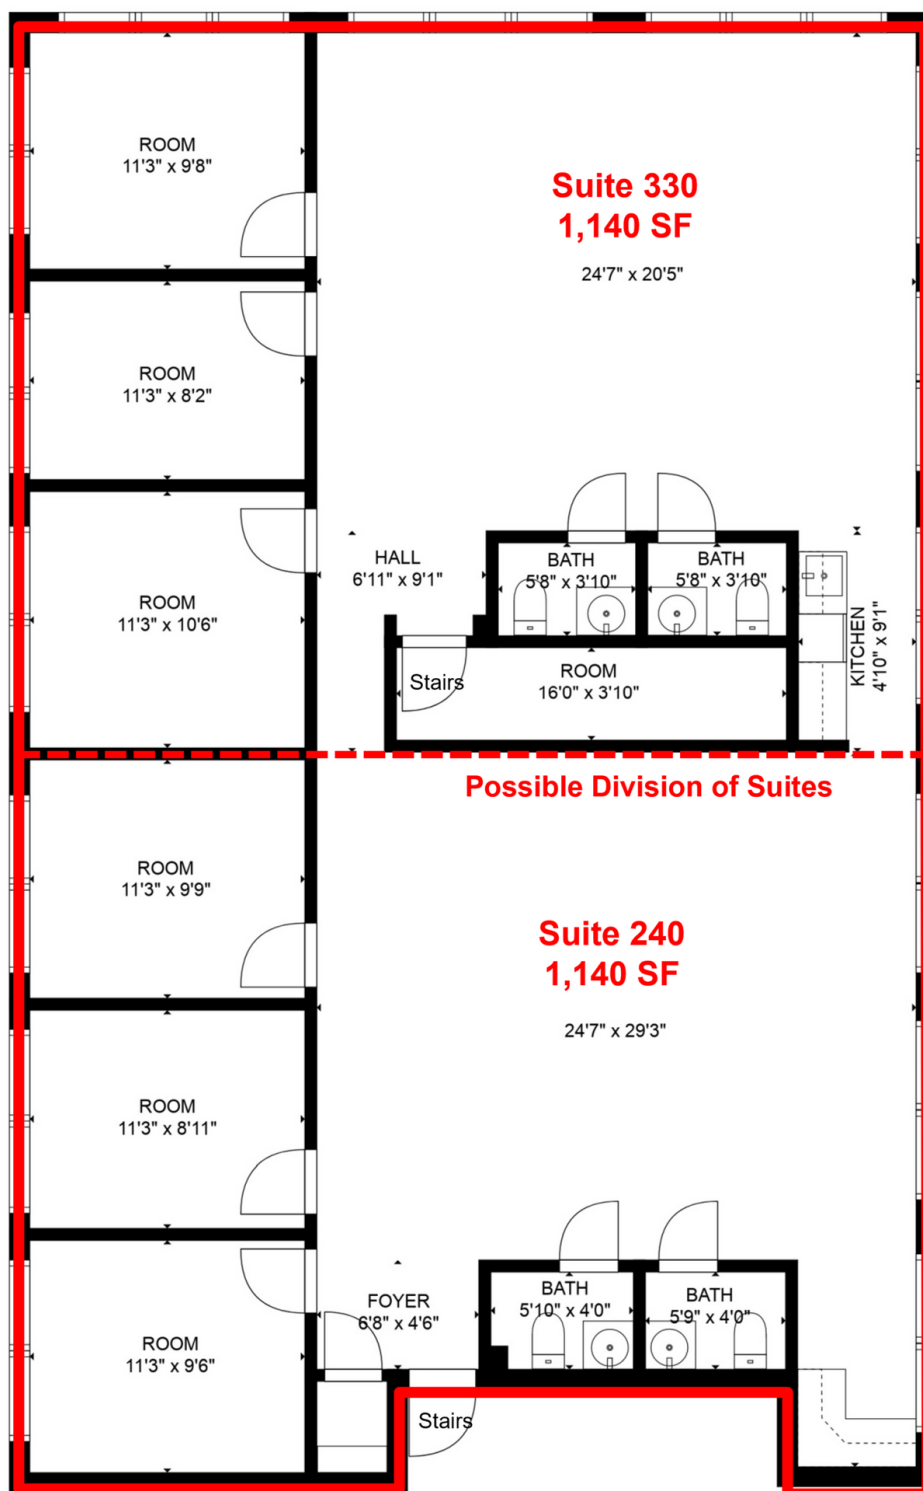 ROOM
11'3" x 9'8"
Suite 330
1,140 SF
24'7" x 20'5"
ROOM
11'3" x 8'2"
HALL
6'11" x 9'1"
BATH
5'8" x 3'10"
BATH
5'8" x 3'10"
ROOM
11'3" x 10'6"
KITCHEN
4'10" x 9'1"
Stairs
ROOM
16'0" x 3'10"
Possible Division of Suites
ROOM
11'3" x 9'9"
Suite 240
1,140 SF
24'7" x 29'3"
ROOM
11'3" x 8'11"
FOYER
6'8" x 4'6"
BATH
5'10" x 4'0"
BATH
5'9" x 4'0"
ROOM
11'3" x 9'6"
Stairs